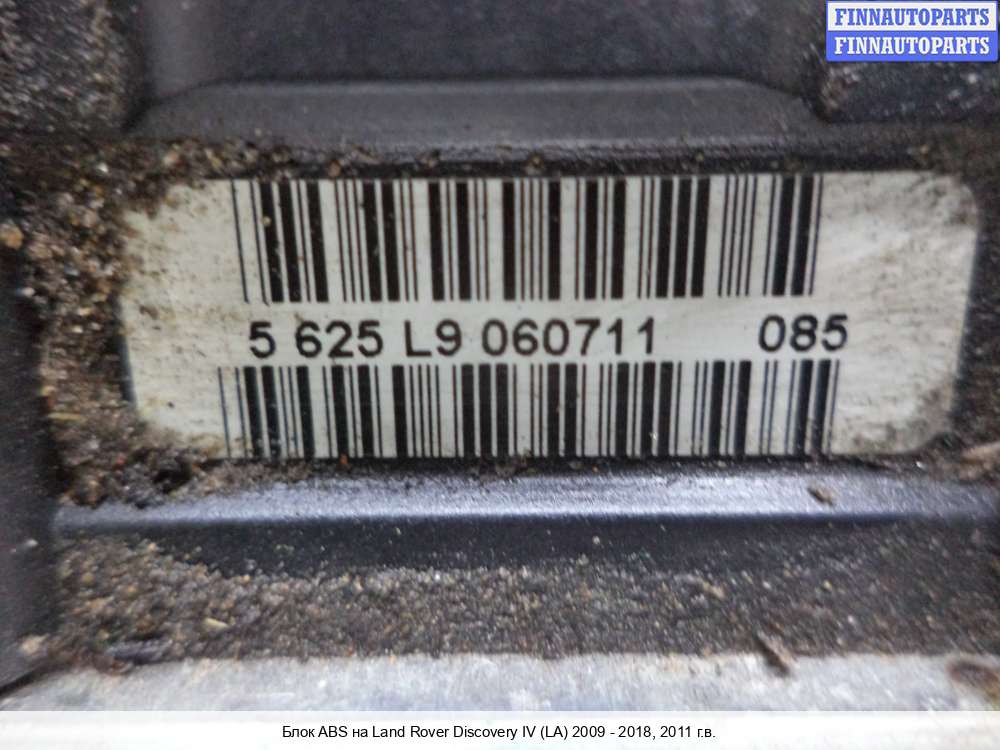 FINNAUTOPARTS
FINNAUTOPARTS
5 625 L9 060711 085
Блок ABS на Land Rover Discovery IV (LA) 2009 - 2018, 2011 г.в.